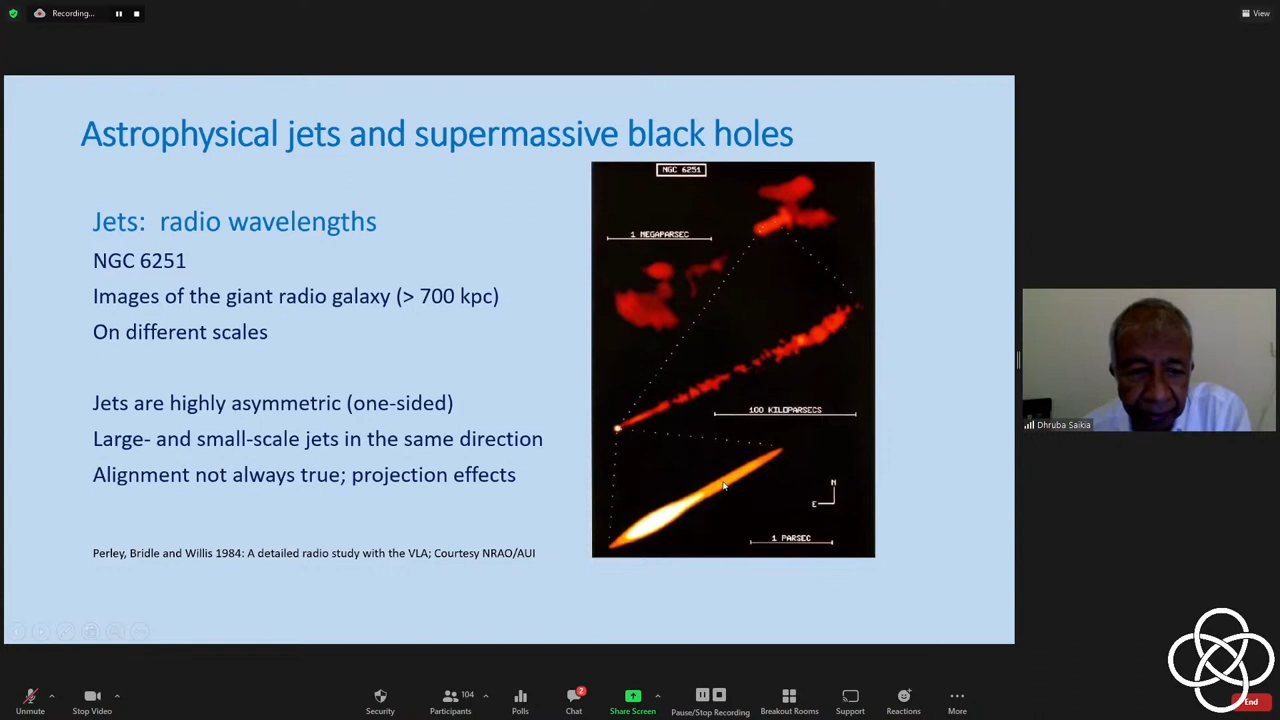 Recording...
View
Astrophysical jets and supermassive black holes
Jets: radio wavelengths
NGC 6251
Images of the giant radio galaxy (> 700 kpc)
On different scales
Jets are highly asymmetric (one-sided)
Large- and small-scale jets in the same direction
Alignment not always true; projection effects
Perley, Bridle and Willis 1984: A detailed radio study with the VLA; Courtesy NRAO/AUI
NGC 6251
1 MEGAPARSEC
100 KILOPARSECS
N
E
1 PARSEC
Dhruba Saikia
Unmute
Stop Video
Security
Participants
104
Polls
Chat
2
Share Screen
Pause/Stop Recording
Breakout Rooms
Support
Reactions
More
End